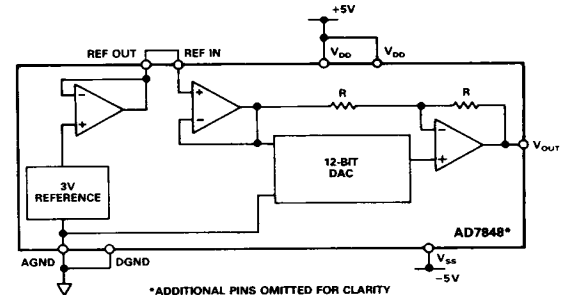 +5V
REF OUT
REF IN
VDD
VDD
R
R
3V
REFERENCE
12-BIT
DAC
VOUT
AD7848*
AGND
DGND
VSS
-5V
*ADDITIONAL PINS OMITTED FOR CLARITY